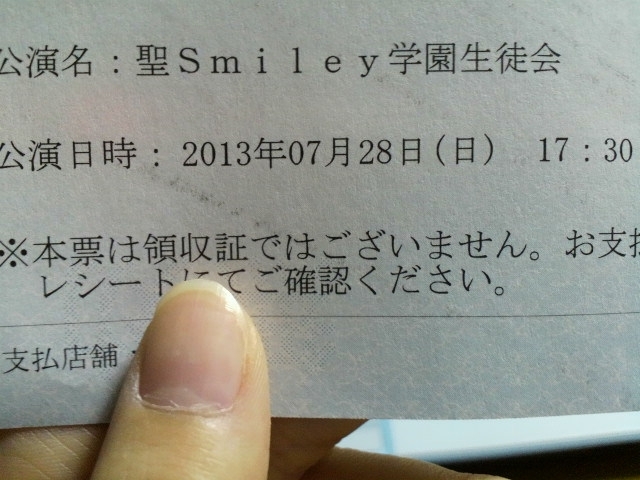 公演名：聖Ｓｍｉｌｅｙ学園生徒会
公演日時：2013年07月28日(日) 17：30
※本票は領収証ではございません。お支払
レシートにてご確認ください。
支払店舗：